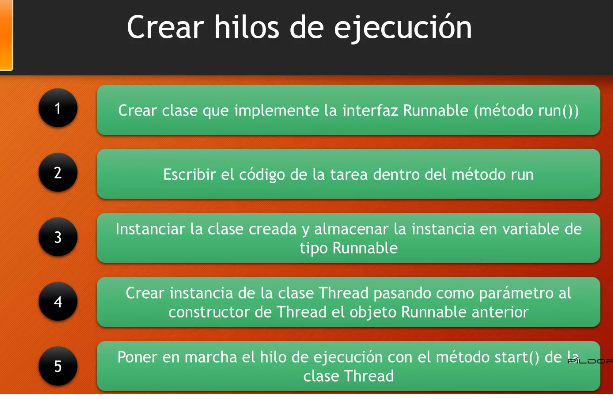 Crear hilos de ejecución
1
Crear clase que implemente la interfaz Runnable (método run())
2
Escribir el código de la tarea dentro del método run
3
Instanciar la clase creada y almacenar la instancia en variable de
tipo Runnable
4
Crear instancia de la clase Thread pasando como parámetro al
constructor de Thread el objeto Runnable anterior
5
Poner en marcha el hilo de ejecución con el método start() de la
clase Thread